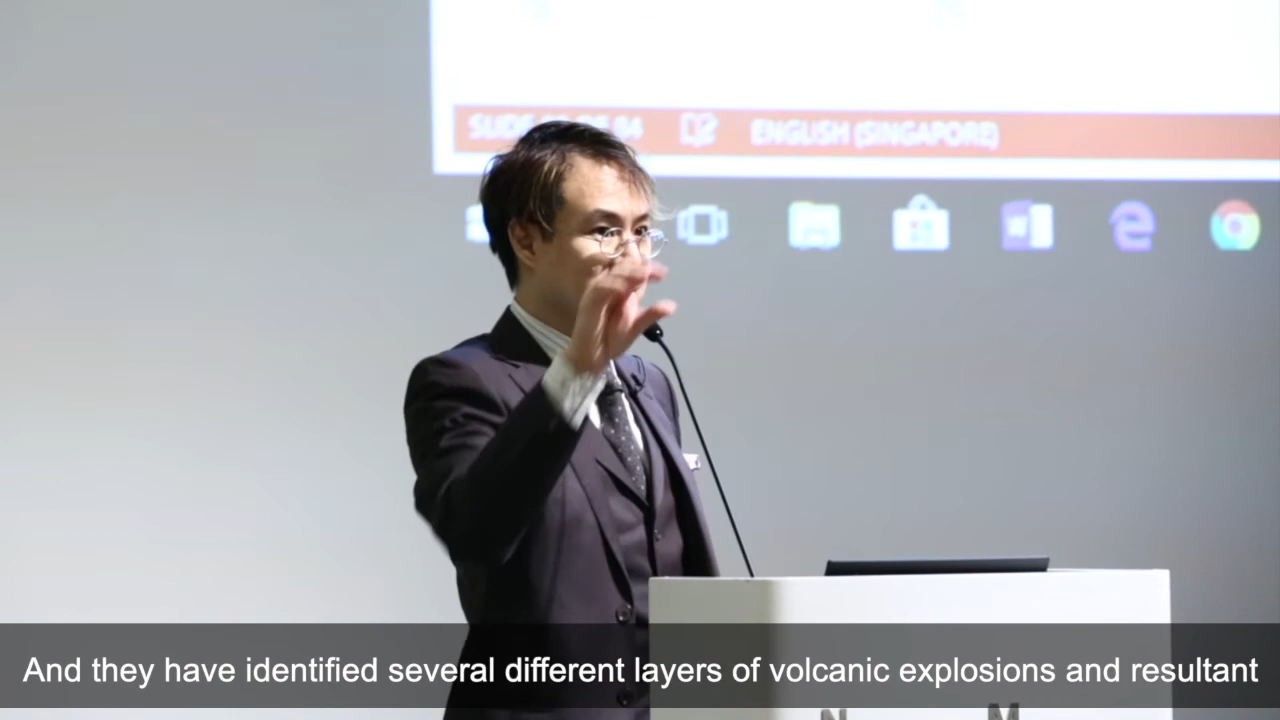 ENGLISH (SINGAPORE)
And they have identified several different layers of volcanic explosions and resultant
N M